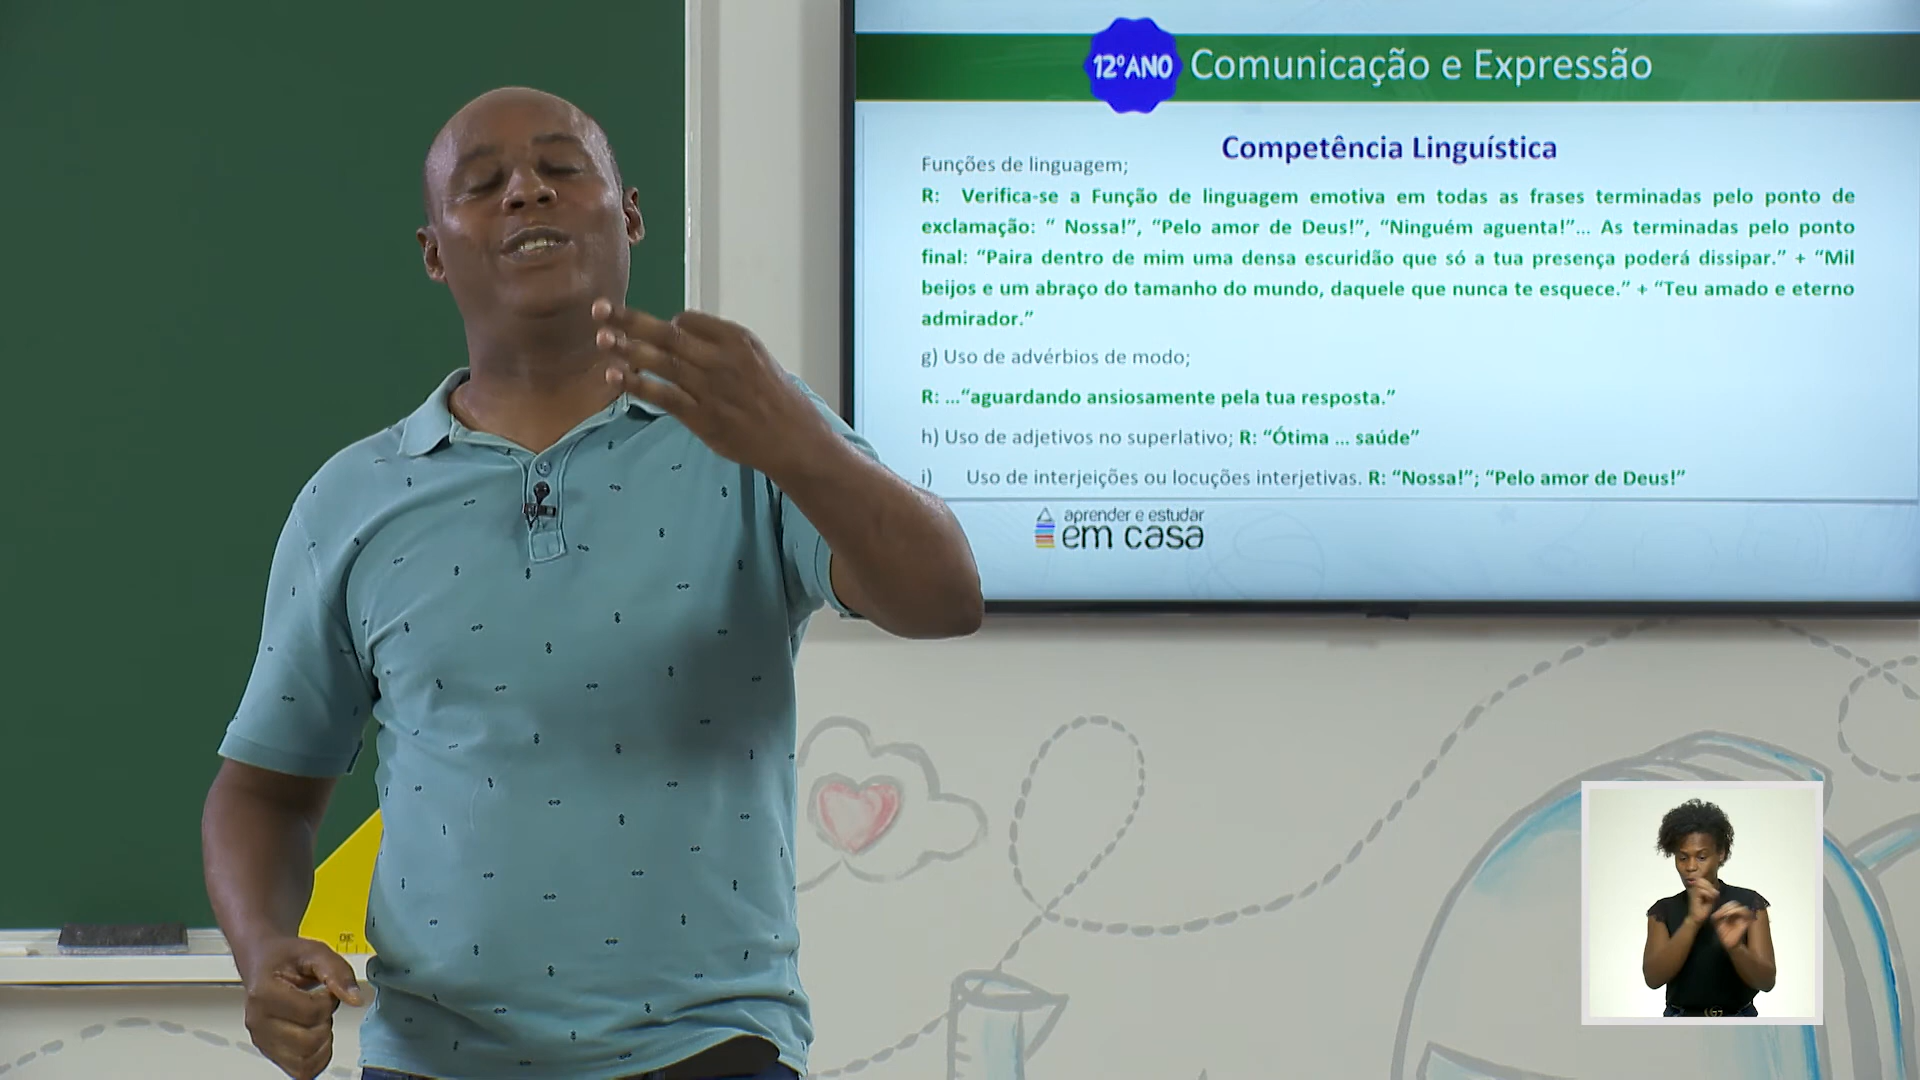 12ºANO Comunicação e Expressão
Competência Linguística
Funções de linguagem;
R: Verifica-se a Função de linguagem emotiva em todas as frases terminadas pelo ponto de
exclamação: “ Nossa!”, “Pelo amor de Deus!”, “Ninguém aguenta!”... As terminadas pelo ponto
final: “Paira dentro de mim uma densa escuridão que só a tua presença poderá dissipar.” + “Mil
beijos e um abraço do tamanho do mundo, daquele que nunca te esquece.” + “Teu amado e eterno
admirador.”
g) Uso de advérbios de modo;
R: ...“aguardando ansiosamente pela tua resposta.”
h) Uso de adjetivos no superlativo; R: “Ótima ... saúde”
i) Uso de interjeições ou locuções interjetivas. R: “Nossa!”; “Pelo amor de Deus!”
aprender e estudar
em casa
30